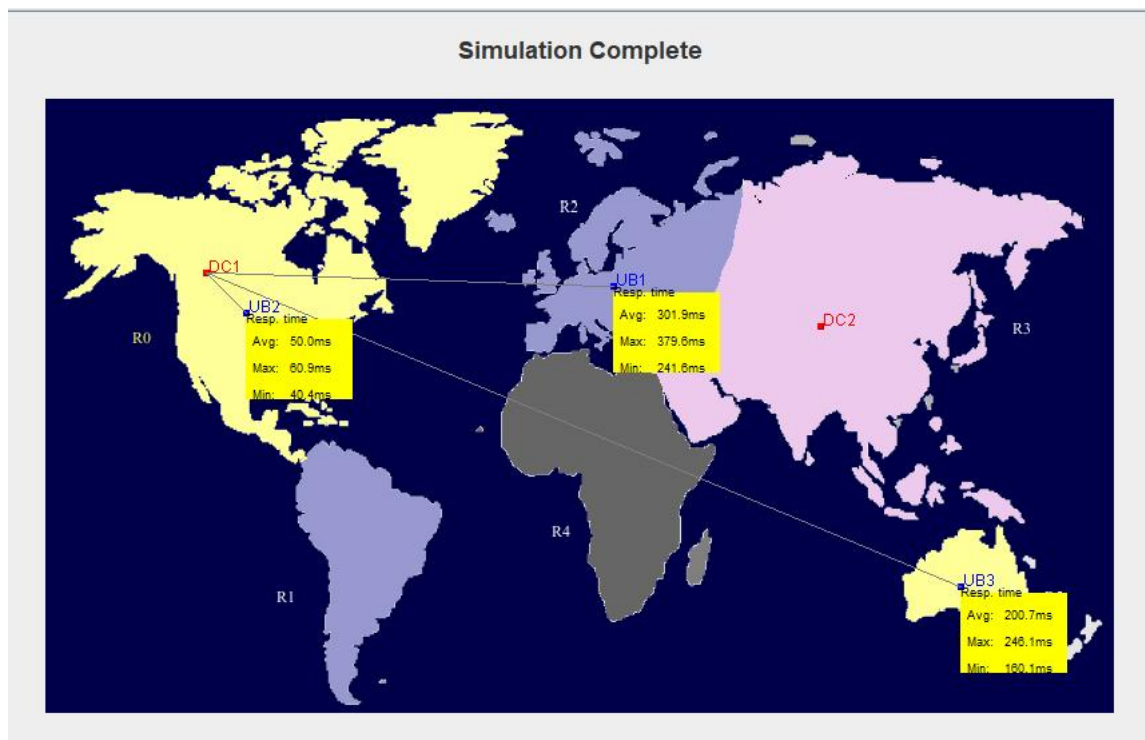 Simulation Complete
R2
DC1
UB1
Resp. time
Avg: 301.9ms
Max: 379.6ms
Min: 241.6ms
UB2
Resp. time
Avg: 50.0ms
Max: 60.9ms
Min: 40.4ms
R0
DC2
R3
R4
R1
UB3
Resp. time
Avg: 200.7ms
Max: 246.1ms
Min: 160.1ms